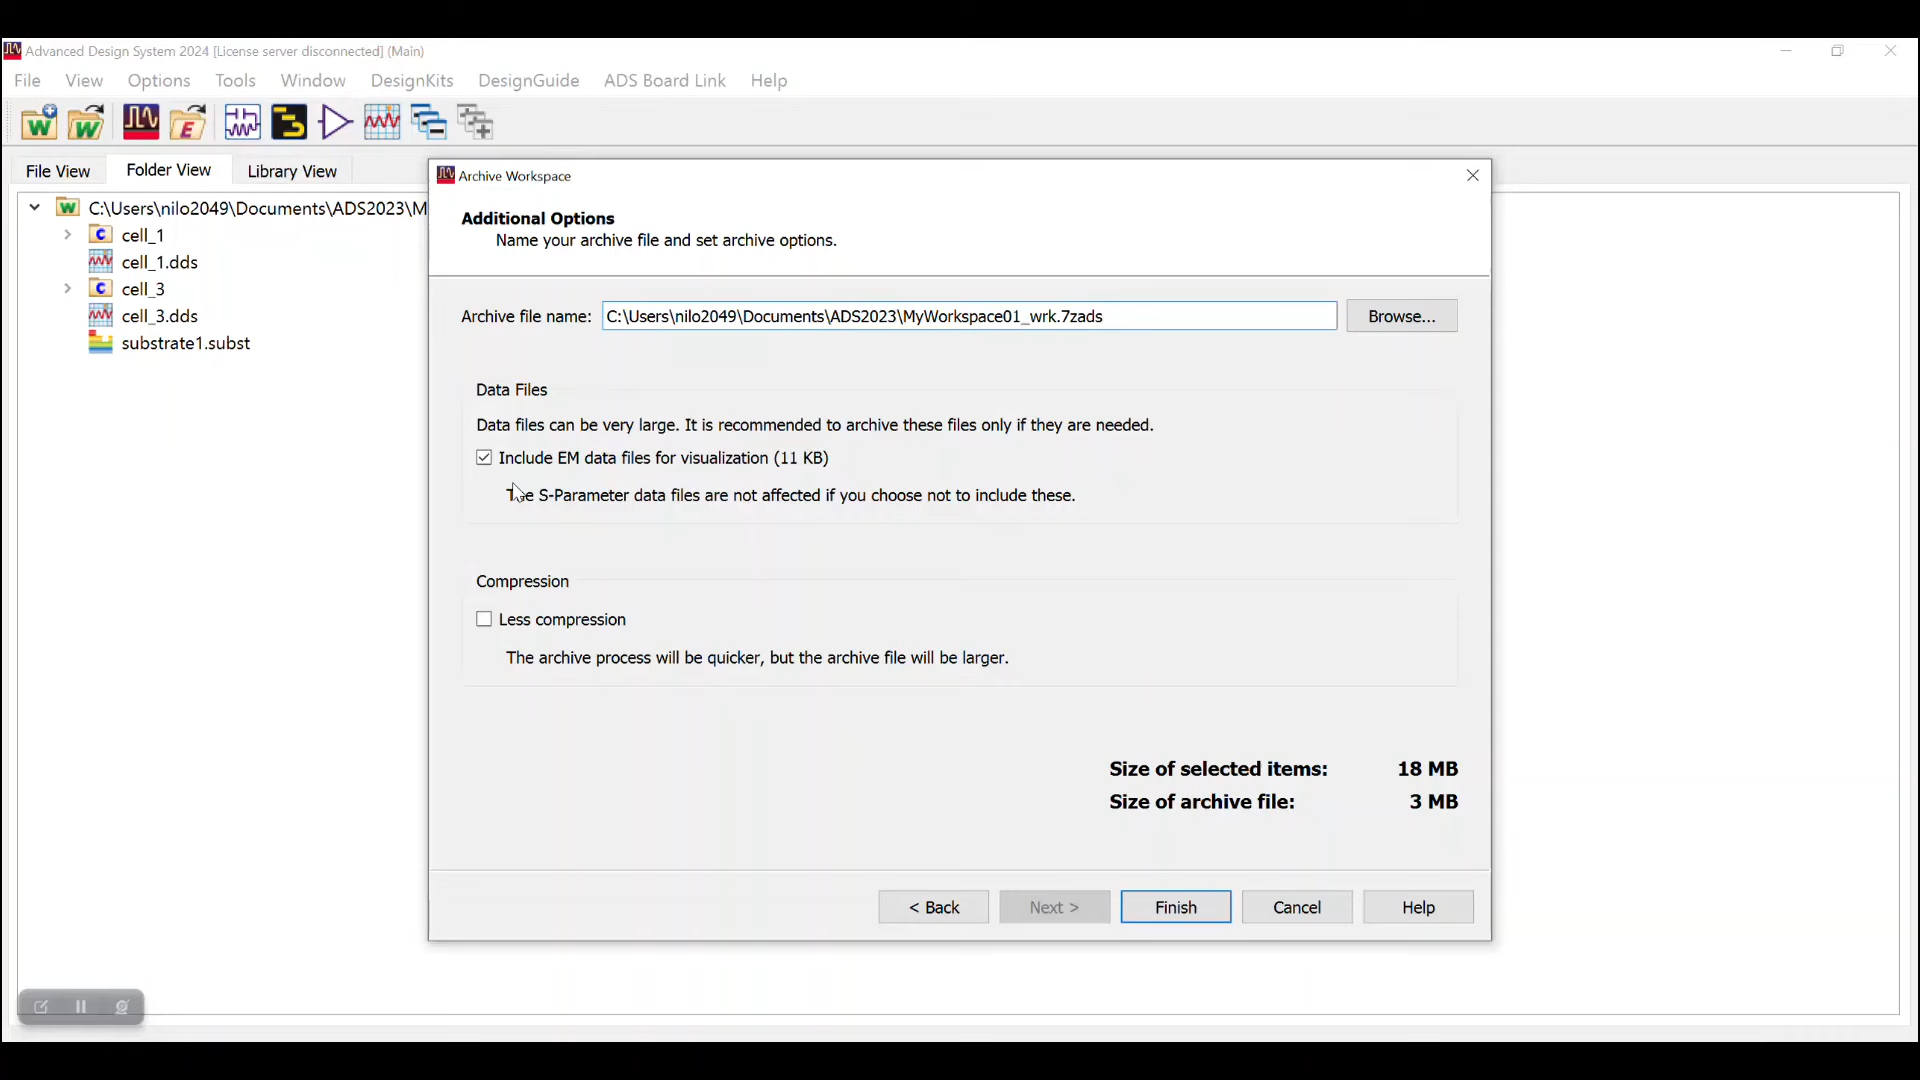 Advanced Design System 2024 [License server disconnected] (Main)
File View Options Tools Window DesignKits DesignGuide ADS Board Link Help
File View Folder View Library View
C:\Users\nilo2049\Documents\ADS2023\M
cell_1
cell_1.dds
cell_3
cell_3.dds
substrate1.subst
Archive Workspace
Additional Options
Name your archive file and set archive options.
Archive file name: C:\Users\nilo2049\Documents\ADS2023\MyWorkspace01_wrk.7zads Browse...
Data Files
Data files can be very large. It is recommended to archive these files only if they are needed.
Include EM data files for visualization (11 KB)
The S-Parameter data files are not affected if you choose not to include these.
Compression
Less compression
The archive process will be quicker, but the archive file will be larger.
Size of selected items: 18 MB
Size of archive file: 3 MB
< Back Next > Finish Cancel Help